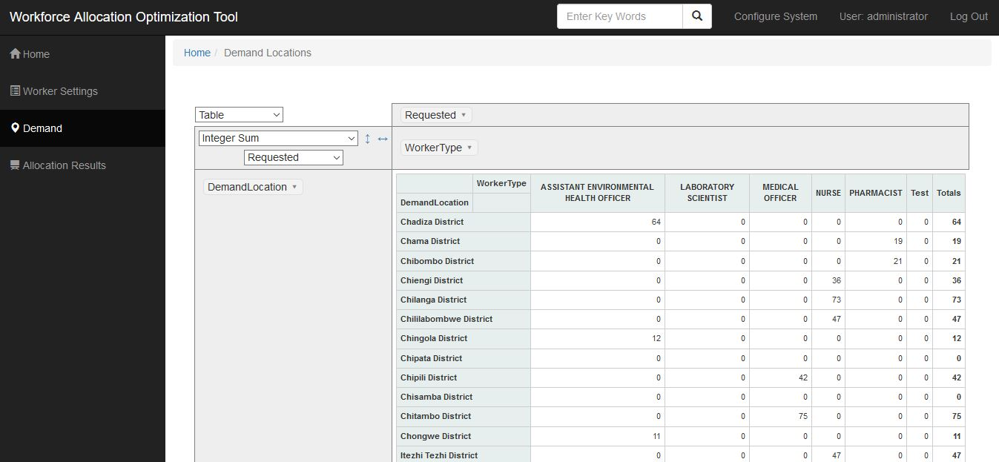 Workforce Allocation Optimization Tool
Enter Key Words
Configure System
User: administrator
Log Out
Home
Worker Settings
Demand
Allocation Results
Home / Demand Locations
Table
Requested ▾
Integer Sum ↕ ↔
Requested
WorkerType ▾
DemandLocation ▾
WorkerType ASSISTANT ENVIRONMENTAL HEALTH OFFICER LABORATORY SCIENTIST MEDICAL OFFICER NURSE PHARMACIST Test Totals
DemandLocation
Chadiza District 64 0 0 0 0 0 64
Chama District 0 0 0 0 19 0 19
Chibombo District 0 0 0 0 21 0 21
Chiengi District 0 0 0 36 0 0 36
Chilanga District 0 0 0 73 0 0 73
Chililabombwe District 0 0 0 47 0 0 47
Chingola District 12 0 0 0 0 0 12
Chipata District 0 0 0 0 0 0 0
Chipili District 0 0 42 0 0 0 42
Chisamba District 0 0 0 0 0 0 0
Chitambo District 0 0 75 0 0 0 75
Chongwe District 11 0 0 0 0 0 11
Itezhi Tezhi District 0 0 0 47 0 0 47